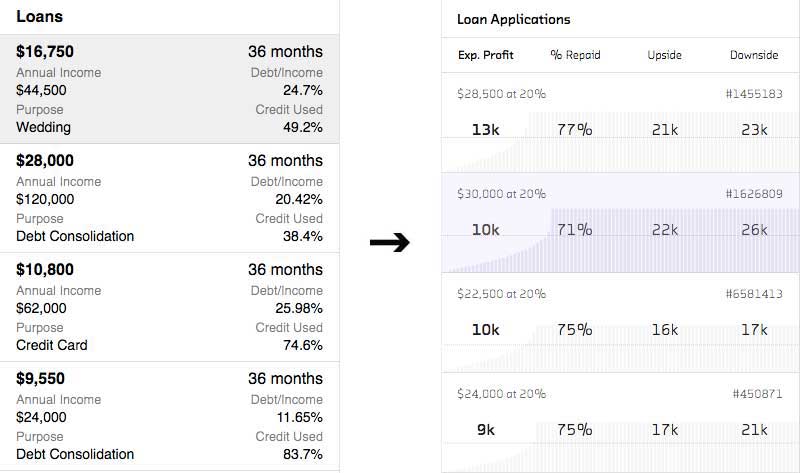 Loans
$16,750 36 months
Annual Income Debt/Income
$44,500 24.7%
Purpose Credit Used
Wedding 49.2%
$28,000 36 months
Annual Income Debt/Income
$120,000 20.42%
Purpose Credit Used
Debt Consolidation 38.4%
$10,800 36 months
Annual Income Debt/Income
$62,000 25.98%
Purpose Credit Used
Credit Card 74.6%
$9,550 36 months
Annual Income Debt/Income
$24,000 11.65%
Purpose Credit Used
Debt Consolidation 83.7%
Loan Applications
Exp. Profit % Repaid Upside Downside
$28,500 at 20% #1455183
13k 77% 21k 23k
$30,000 at 20% #1626809
10k 71% 22k 26k
$22,500 at 20% #6581413
10k 75% 16k 17k
$24,000 at 20% #450871
9k 75% 17k 21k